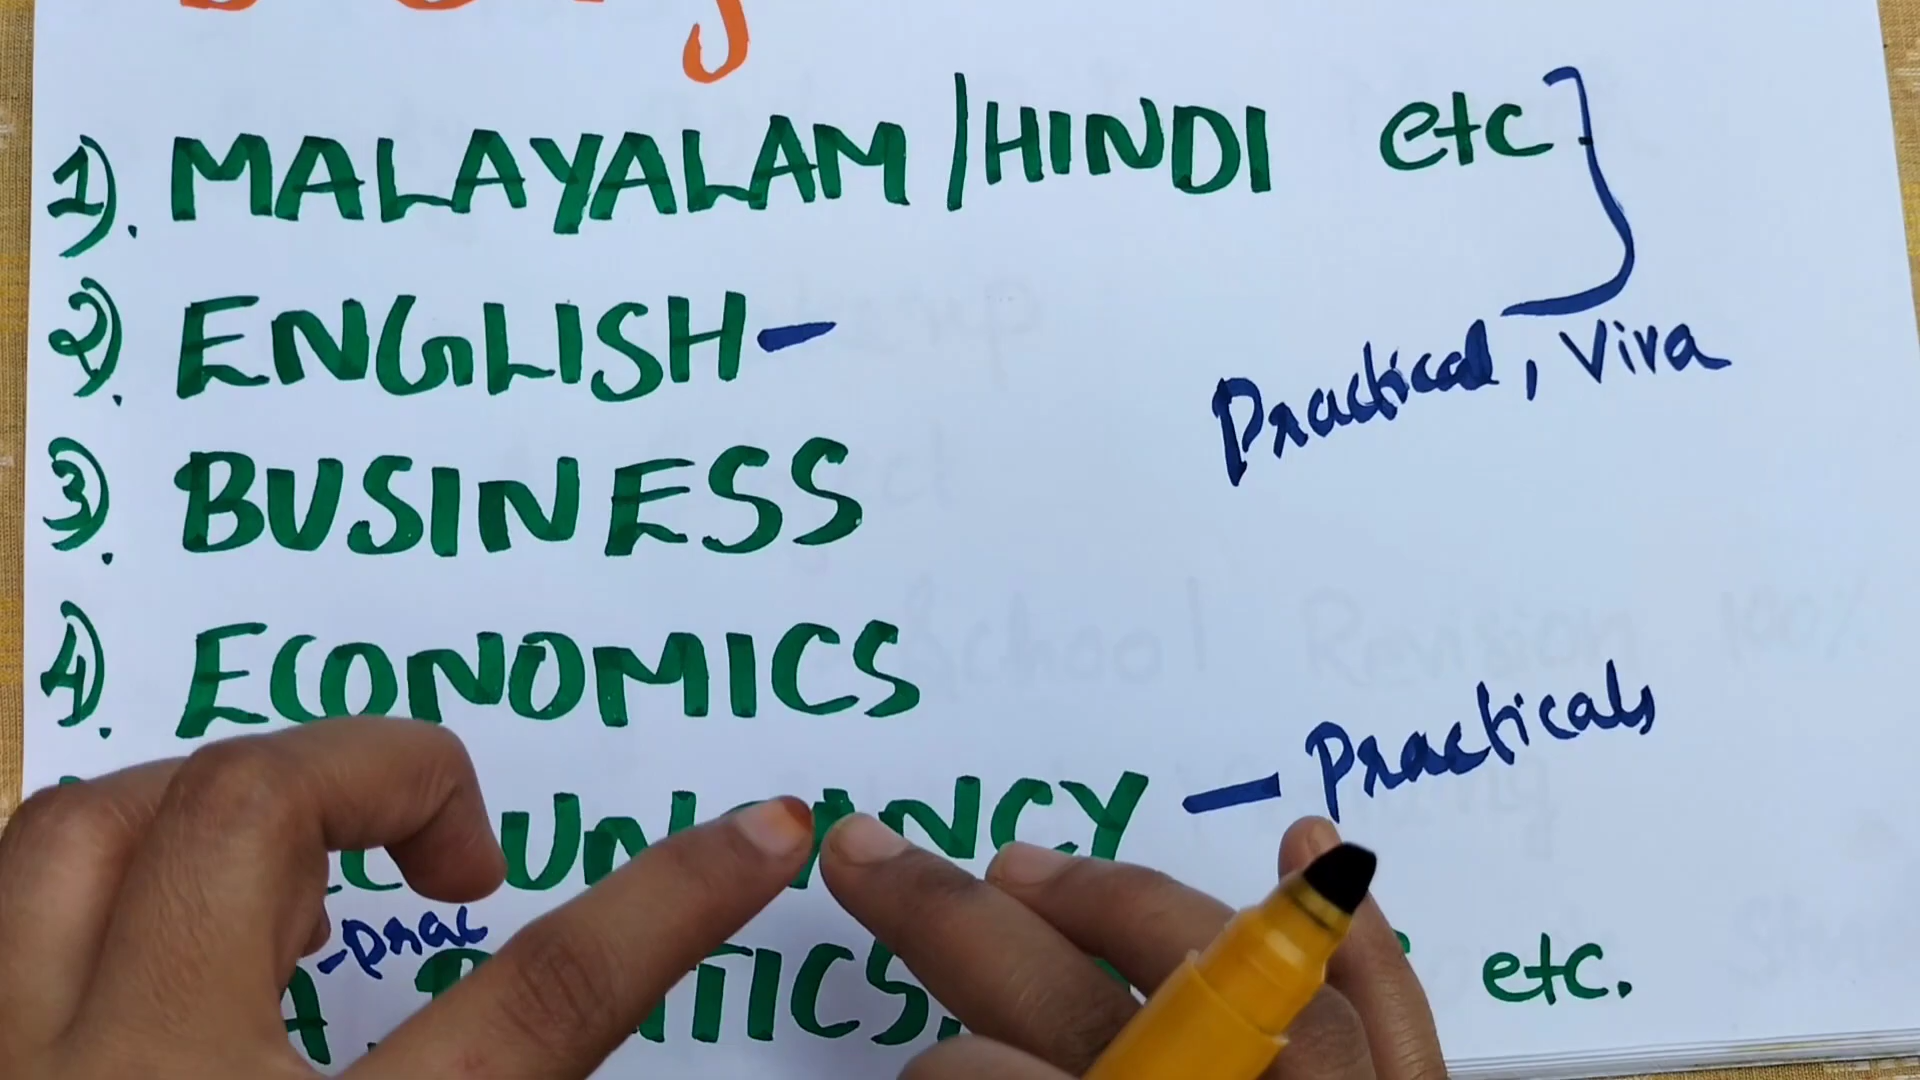 1). MALAYALAM / HINDI etc
2). ENGLISH -
Practical, Viva
3). BUSINESS
4). ECONOMICS
- Practicals
- prac
etc.